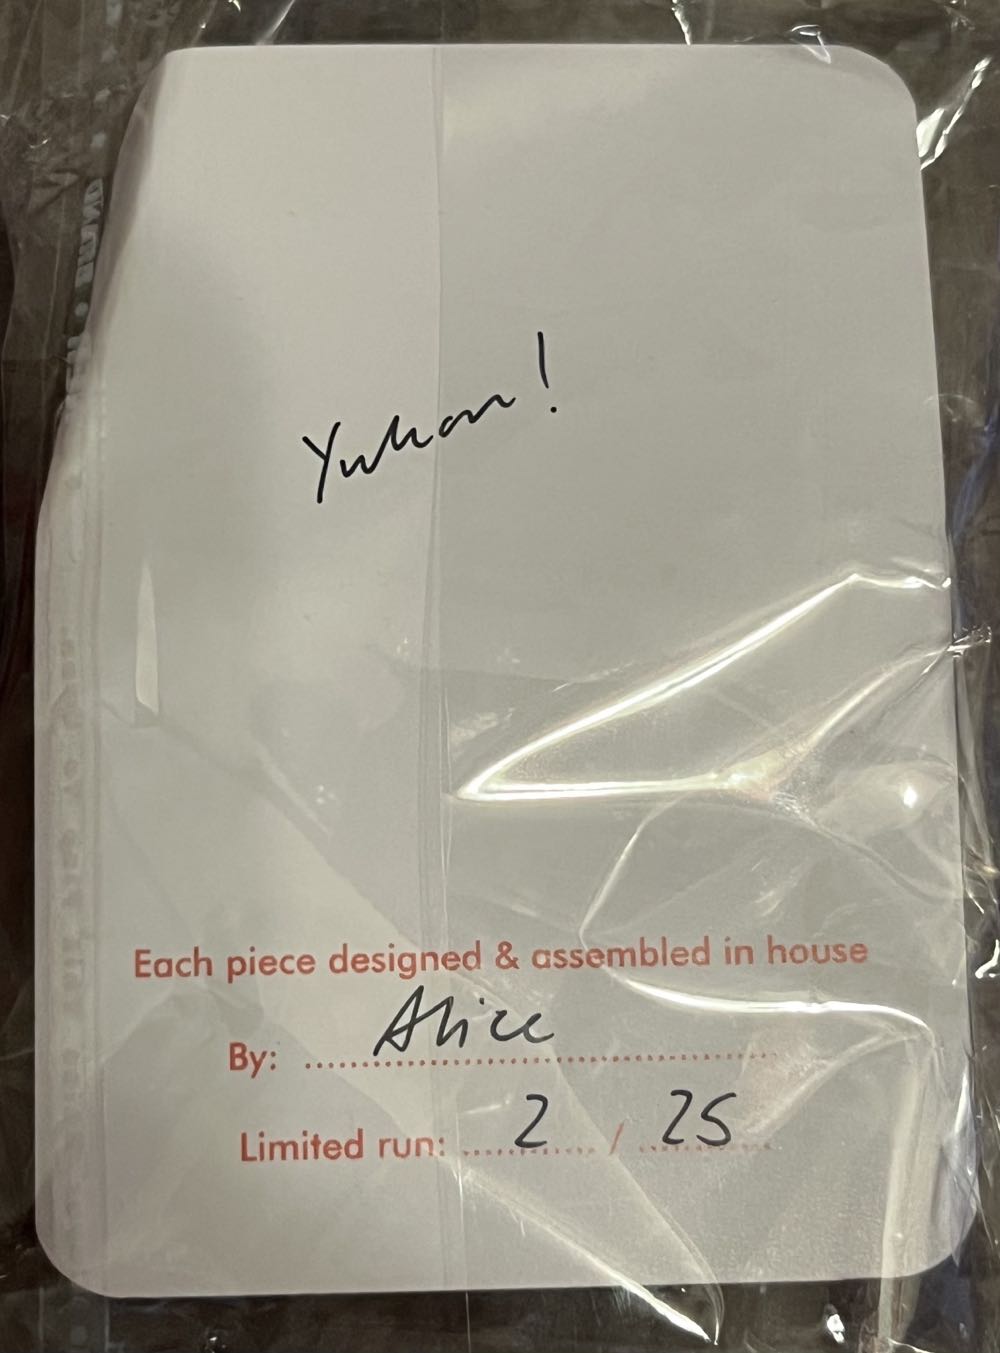 Yuhan!
Each piece designed & assembled in house
By: Alice
Limited run: 2 / 25